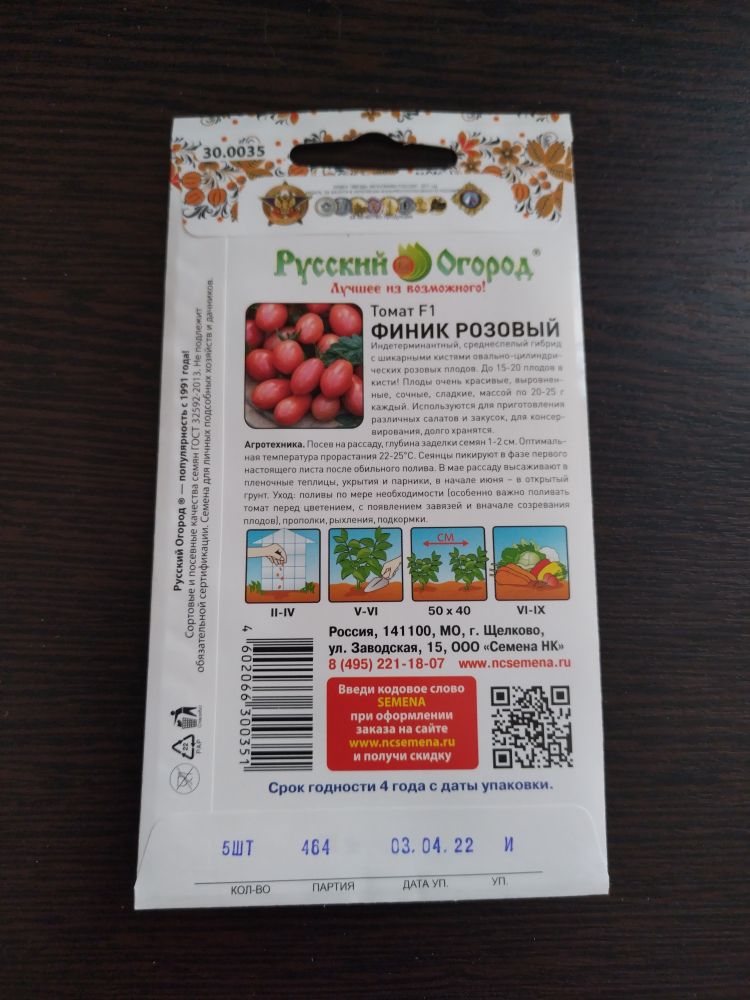 30.0035
Русский Огород®
Лучшее из возможного!
Томат F1
ФИНИК РОЗОВЫЙ
Индетерминантный, среднеспелый гибрид
с шикарными кистями овально-цилиндри-
ческих розовых плодов. До 15-20 плодов в
кисти! Плоды очень красивые, выровнен-
ные, сочные, сладкие, массой по 20-25 г
каждый. Используются для приготовления
различных салатов и закусок, для консер-
вирования, долго хранятся.
Агротехника. Посев на рассаду, глубина заделки семян 1-2 см. Оптималь-
ная температура прорастания 22-25°С. Сеянцы пикируют в фазе первого
настоящего листа после обильного полива. В мае рассаду высаживают в
пленочные теплицы, укрытия и парники, в начале июня – в открытый
грунт. Уход: поливы по мере необходимости (особенно важно поливать
томат перед цветением, с появлением завязей и вначале созревания
плодов), прополки, рыхления, подкормки.
СМ
II-IV
V-VI
50 x 40
VI-IX
Россия, 141100, МО, г. Щелково,
ул. Заводская, 15, ООО «Семена НК»
8 (495) 221-18-07 www.ncsemena.ru
Введи кодовое слово
SEMENA
при оформлении
заказа на сайте
www.ncsemena.ru
и получи скидку
4 602066 300351
Срок годности 4 года с даты упаковки.
5ШТ 464 03.04.22 И
КОЛ-ВО ПАРТИЯ ДАТА УП. УП.
Русский Огород ® — популярность с 1991 года!
Сортовые и посевные качества семян ГОСТ 32592-2013. Не подлежит
обязательной сертификации. Семена для личных подсобных хозяйств и дачников.
22
PAP